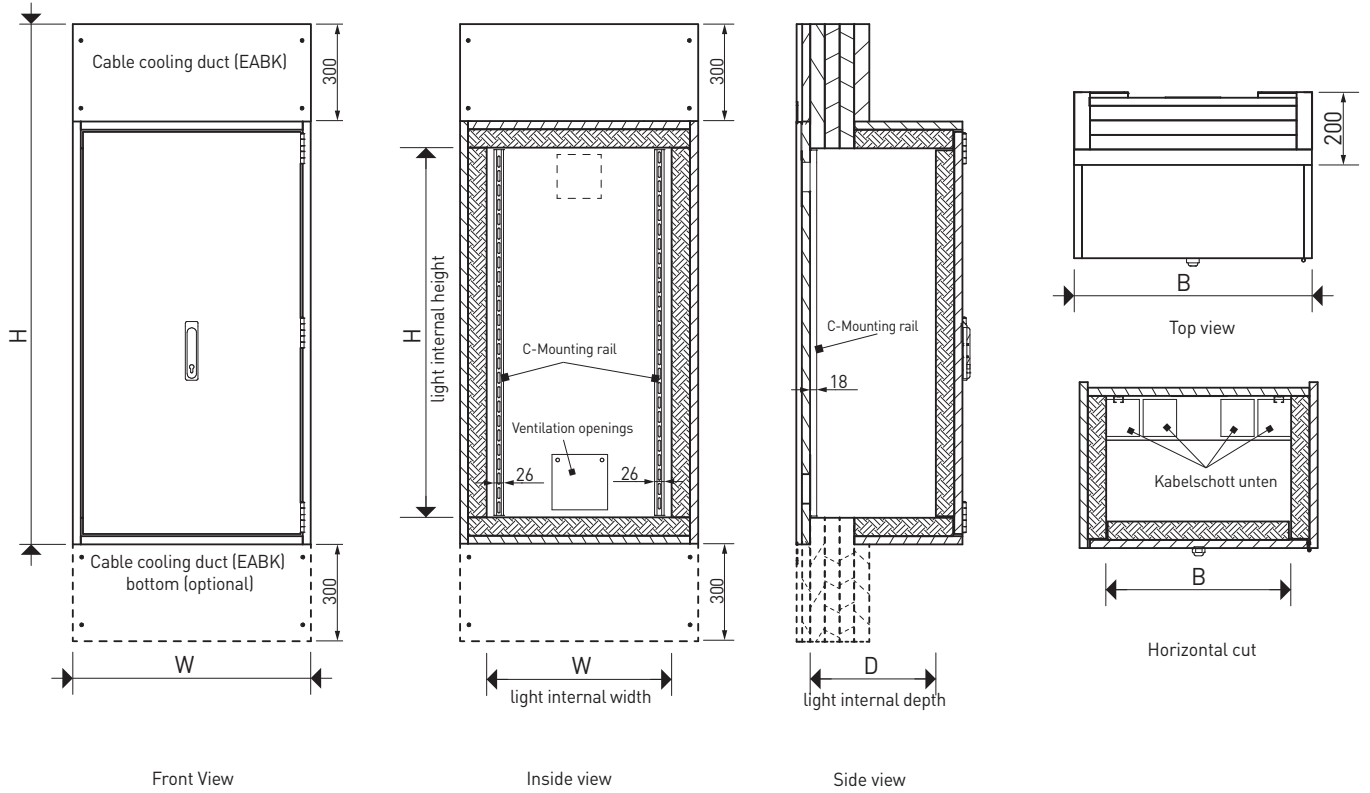 Cable cooling duct (EABK)
300
H
Cable cooling duct (EABK)
bottom (optional)
300
W
Front View
300
H
light internal height
C-Mounting rail
Ventilation openings
26
26
300
W
light internal width
Inside view
C-Mounting rail
18
D
light internal depth
Side view
200
B
Top view
Kabelschott unten
B
Horizontal cut